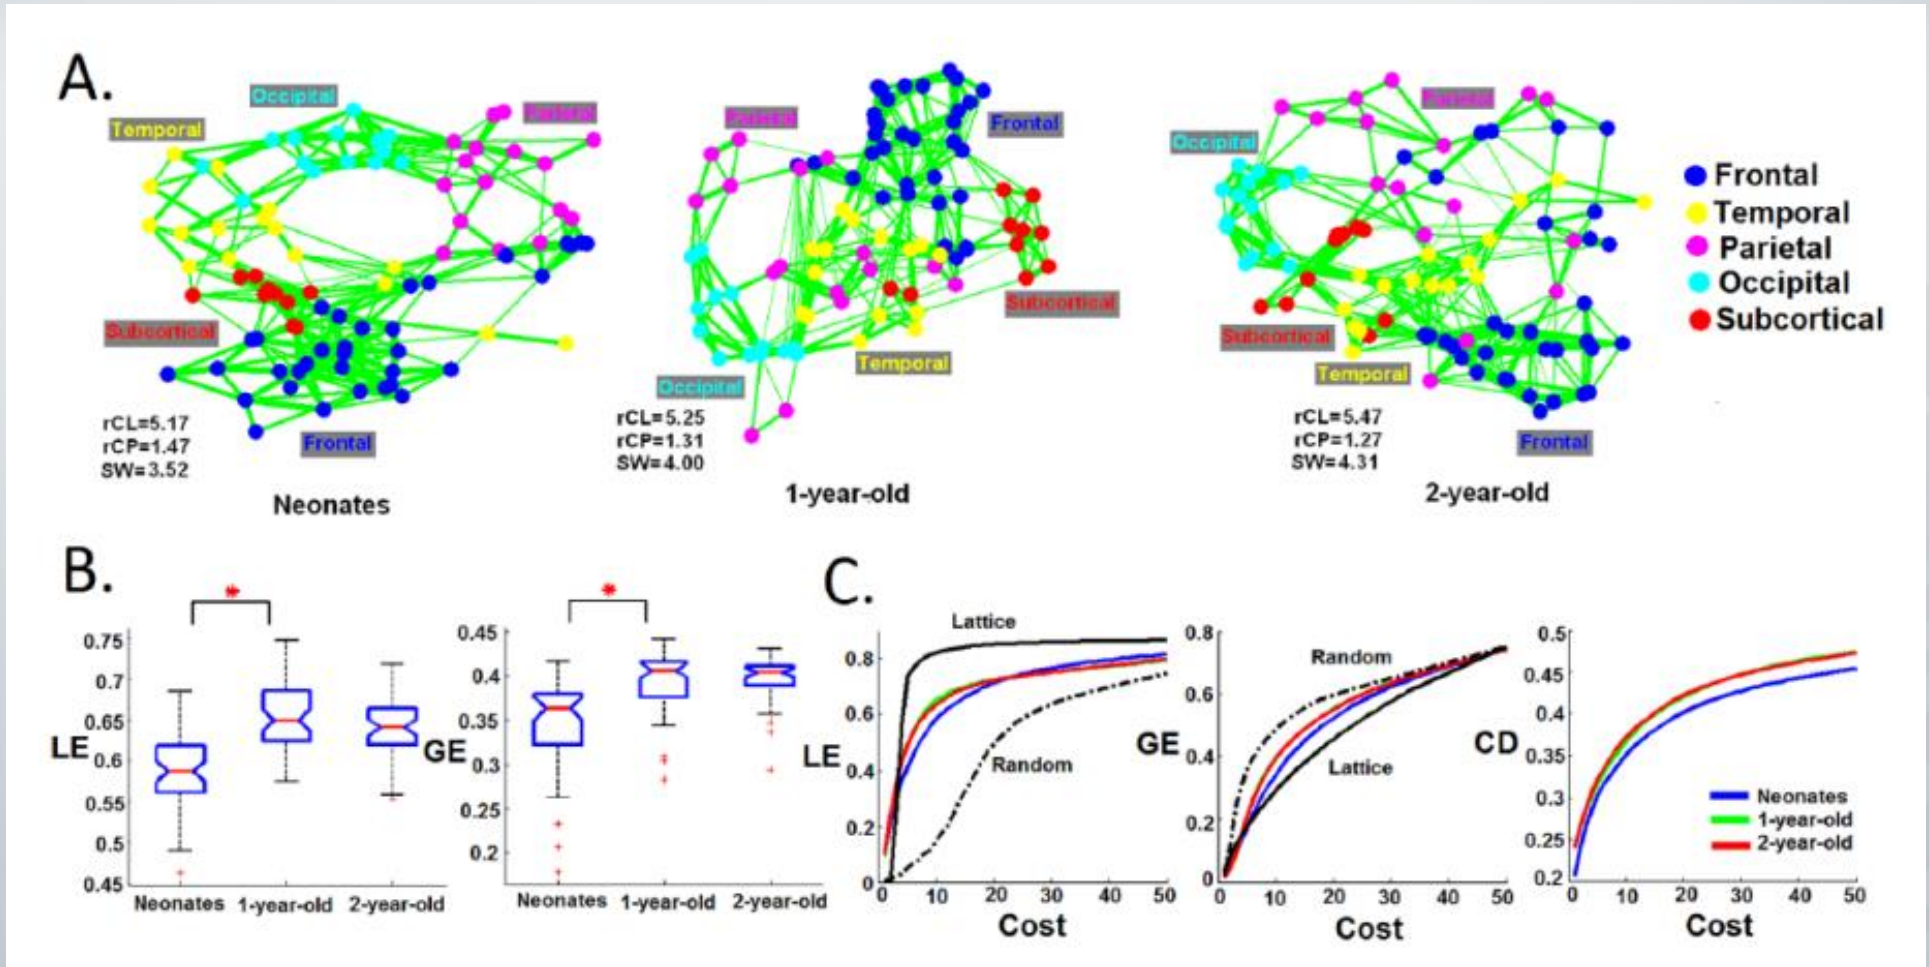 A.
Occipital
Parietal
Temporal
Subcortical
rCL=5.17
rCP=1.47
SW=3.52
Frontal
Neonates
Parietal
Frontal
Subcortical
Temporal
Occipital
rCL=5.25
rCP=1.31
SW=4.00
1-year-old
Parietal
Occipital
Subcortical
Temporal
rCL=5.47
rCP=1.27
SW=4.31
Frontal
2-year-old
Frontal
Temporal
Parietal
Occipital
Subcortical
B.
*
0.75
0.7
0.65
0.6
0.55
0.5
0.45
LE
Neonates 1-year-old 2-year-old
*
0.45
0.4
0.35
0.3
0.25
0.2
GE
Neonates 1-year-old 2-year-old
C.
Lattice
Random
0.8
0.6
0.4
0.2
0
LE
0 10 20 30 40 50
Cost
Random
Lattice
0.8
0.6
0.4
0.2
0
GE
0 10 20 30 40 50
Cost
0.5
0.45
0.4
0.35
0.3
0.25
0.2
CD
Neonates
1-year-old
2-year-old
0 10 20 30 40 50
Cost